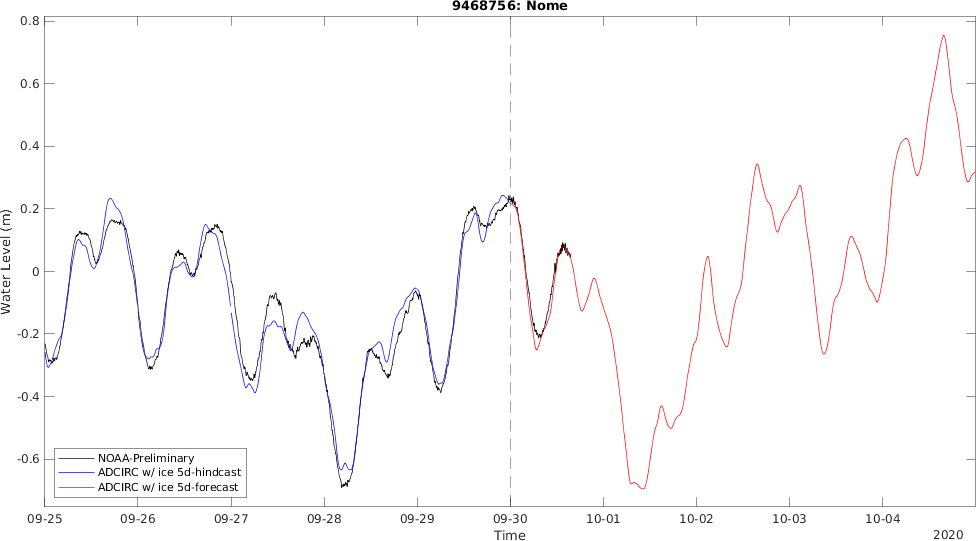 9468756: Nome
0.8
0.6
0.4
0.2
0
-0.2
-0.4
-0.6
Water Level (m)
NOAA-Preliminary
ADCIRC w/ ice 5d-hindcast
ADCIRC w/ ice 5d-forecast
09-25 09-26 09-27 09-28 09-29 09-30 10-01 10-02 10-03 10-04
Time
2020